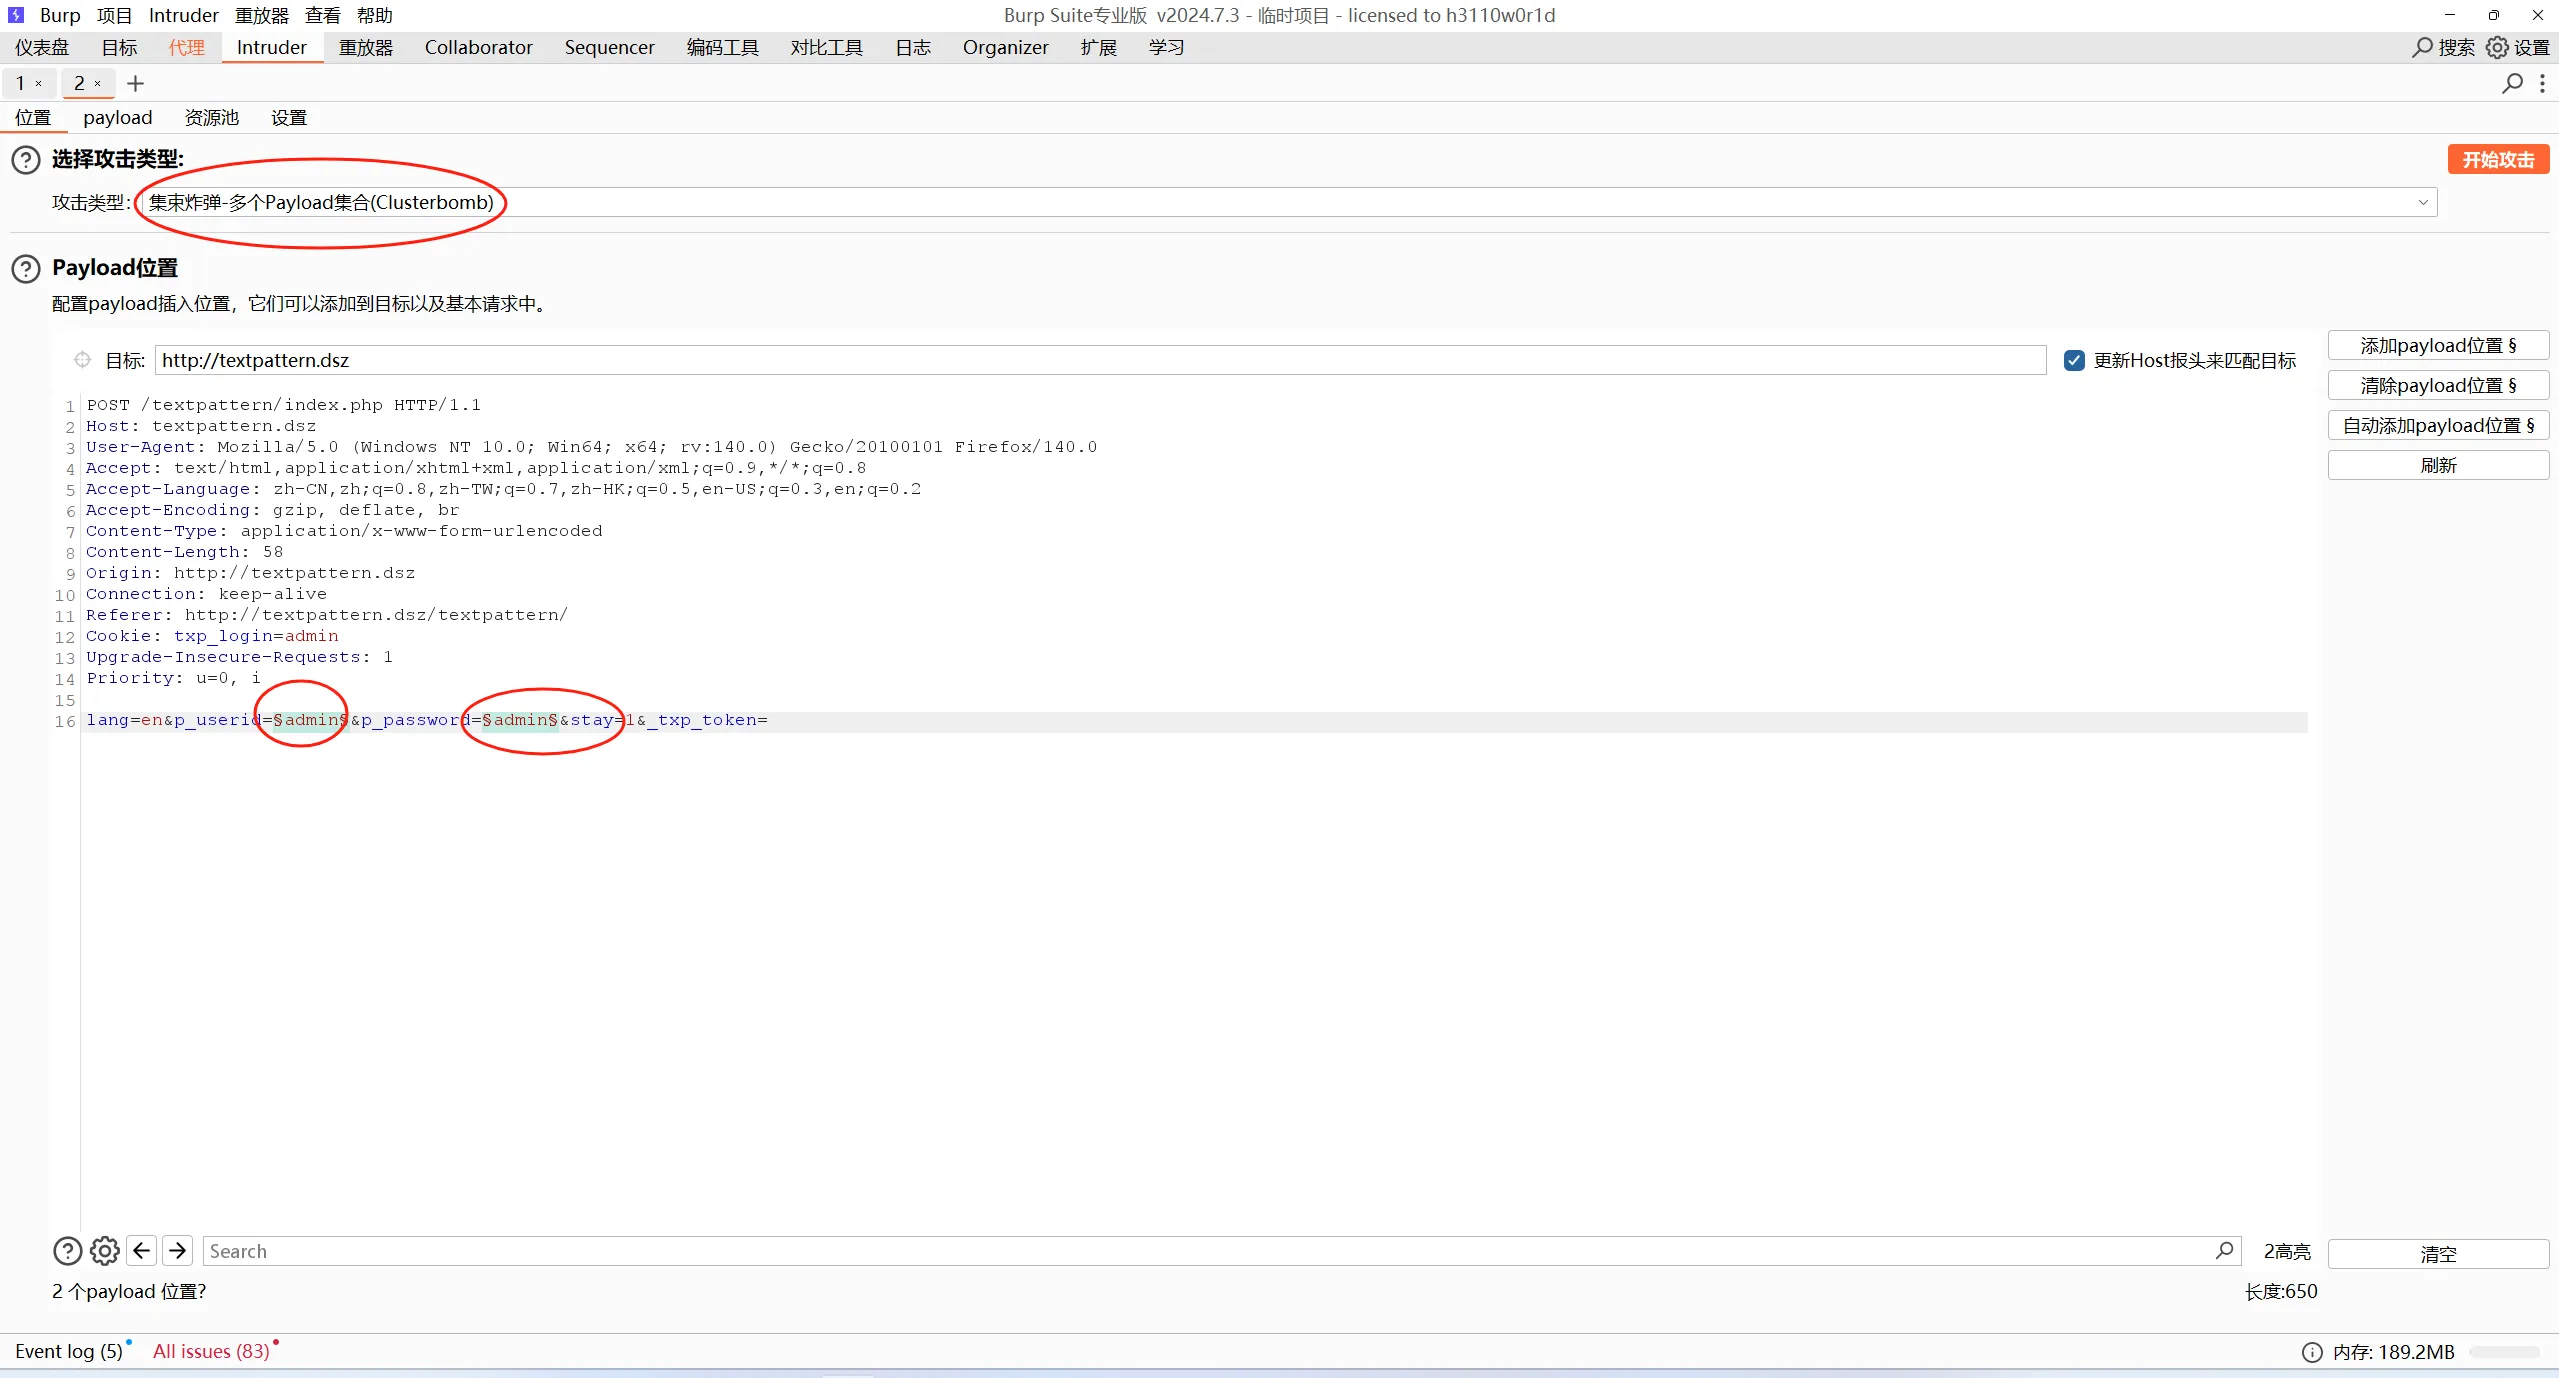 Burp 项目 Intruder 重放器 查看 帮助 Burp Suite专业版 v2024.7.3 - 临时项目 - licensed to h3110w0r1d
仪表盘 目标 代理 Intruder 重放器 Collaborator Sequencer 编码工具 对比工具 日志 Organizer 扩展 学习 搜索 设置
1 × 2 × +
位置 payload 资源池 设置
? 选择攻击类型: 开始攻击
攻击类型: 集束炸弹-多个Payload集合(Clusterbomb)
? Payload位置
配置payload插入位置，它们可以添加到目标以及基本请求中。
目标: http://textpattern.dsz 更新Host报头来匹配目标 添加payload位置 §
清除payload位置 §
自动添加payload位置 §
刷新
1 POST /textpattern/index.php HTTP/1.1
2 Host: textpattern.dsz
3 User-Agent: Mozilla/5.0 (Windows NT 10.0; Win64; x64; rv:140.0) Gecko/20100101 Firefox/140.0
4 Accept: text/html,application/xhtml+xml,application/xml;q=0.9,*/*;q=0.8
5 Accept-Language: zh-CN,zh;q=0.8,zh-TW;q=0.7,zh-HK;q=0.5,en-US;q=0.3,en;q=0.2
6 Accept-Encoding: gzip, deflate, br
7 Content-Type: application/x-www-form-urlencoded
8 Content-Length: 58
9 Origin: http://textpattern.dsz
10 Connection: keep-alive
11 Referer: http://textpattern.dsz/textpattern/
12 Cookie: txp_login=admin
13 Upgrade-Insecure-Requests: 1
14 Priority: u=0, i
15
16 lang=en&p_userid=§admin§&p_password=§admin§&stay=1&_txp_token=
? Search 2高亮 清空
2 个payload 位置? 长度:650
Event log (5) All issues (83) 内存: 189.2MB